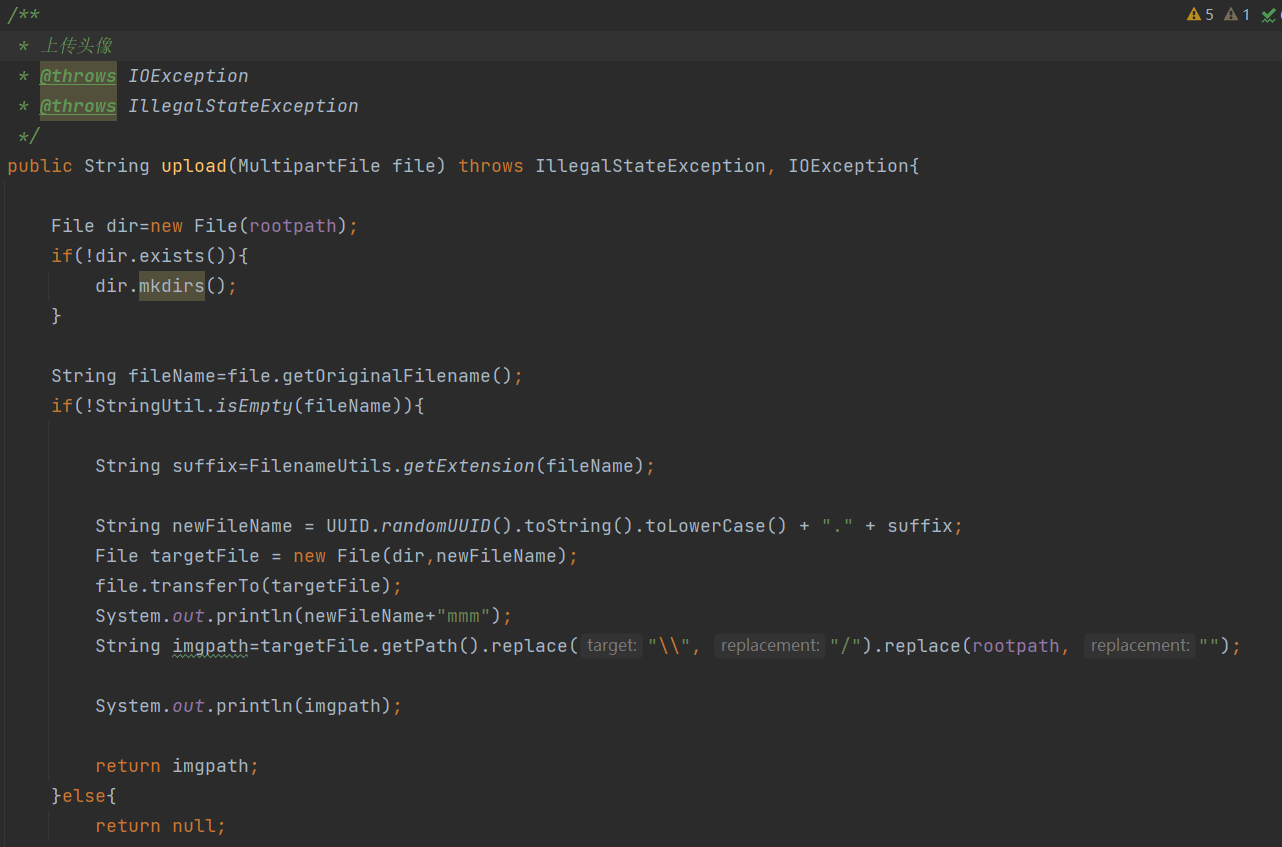 /** 5 1
* 上传头像
* @throws IOException
* @throws IllegalStateException
*/
public String upload(MultipartFile file) throws IllegalStateException, IOException{
File dir=new File(rootpath);
if(!dir.exists()){
dir.mkdirs();
}
String fileName=file.getOriginalFilename();
if(!StringUtil.isEmpty(fileName)){
String suffix=FilenameUtils.getExtension(fileName);
String newFileName = UUID.randomUUID().toString().toLowerCase() + "." + suffix;
File targetFile = new File(dir,newFileName);
file.transferTo(targetFile);
System.out.println(newFileName+"mmm");
String imgpath=targetFile.getPath().replace( target: "\\", replacement: "/").replace(rootpath, replacement: "");
System.out.println(imgpath);
return imgpath;
}else{
return null;